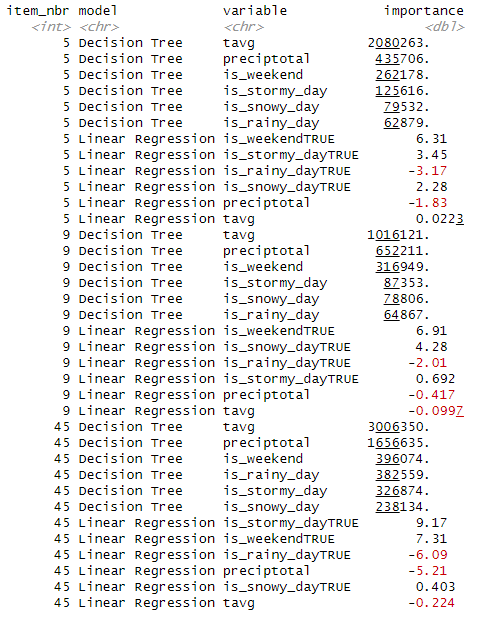 item_nbr model variable importance
<int> <chr> <chr> <dbl>
5 Decision Tree tavg 2080263.
5 Decision Tree preciptotal 435706.
5 Decision Tree is_weekend 262178.
5 Decision Tree is_stormy_day 125616.
5 Decision Tree is_snowy_day 79532.
5 Decision Tree is_rainy_day 62879.
5 Linear Regression is_weekendTRUE 6.31
5 Linear Regression is_stormy_dayTRUE 3.45
5 Linear Regression is_rainy_dayTRUE -3.17
5 Linear Regression is_snowy_dayTRUE 2.28
5 Linear Regression preciptotal -1.83
5 Linear Regression tavg 0.0223
9 Decision Tree tavg 1016121.
9 Decision Tree preciptotal 652211.
9 Decision Tree is_weekend 316949.
9 Decision Tree is_stormy_day 87353.
9 Decision Tree is_snowy_day 78806.
9 Decision Tree is_rainy_day 64867.
9 Linear Regression is_weekendTRUE 6.91
9 Linear Regression is_snowy_dayTRUE 4.28
9 Linear Regression is_rainy_dayTRUE -2.01
9 Linear Regression is_stormy_dayTRUE 0.692
9 Linear Regression preciptotal -0.417
9 Linear Regression tavg -0.0997
45 Decision Tree tavg 3006350.
45 Decision Tree preciptotal 1656635.
45 Decision Tree is_weekend 396074.
45 Decision Tree is_rainy_day 382559.
45 Decision Tree is_stormy_day 326874.
45 Decision Tree is_snowy_day 238134.
45 Linear Regression is_stormy_dayTRUE 9.17
45 Linear Regression is_weekendTRUE 7.31
45 Linear Regression is_rainy_dayTRUE -6.09
45 Linear Regression preciptotal -5.21
45 Linear Regression is_snowy_dayTRUE 0.403
45 Linear Regression tavg -0.224